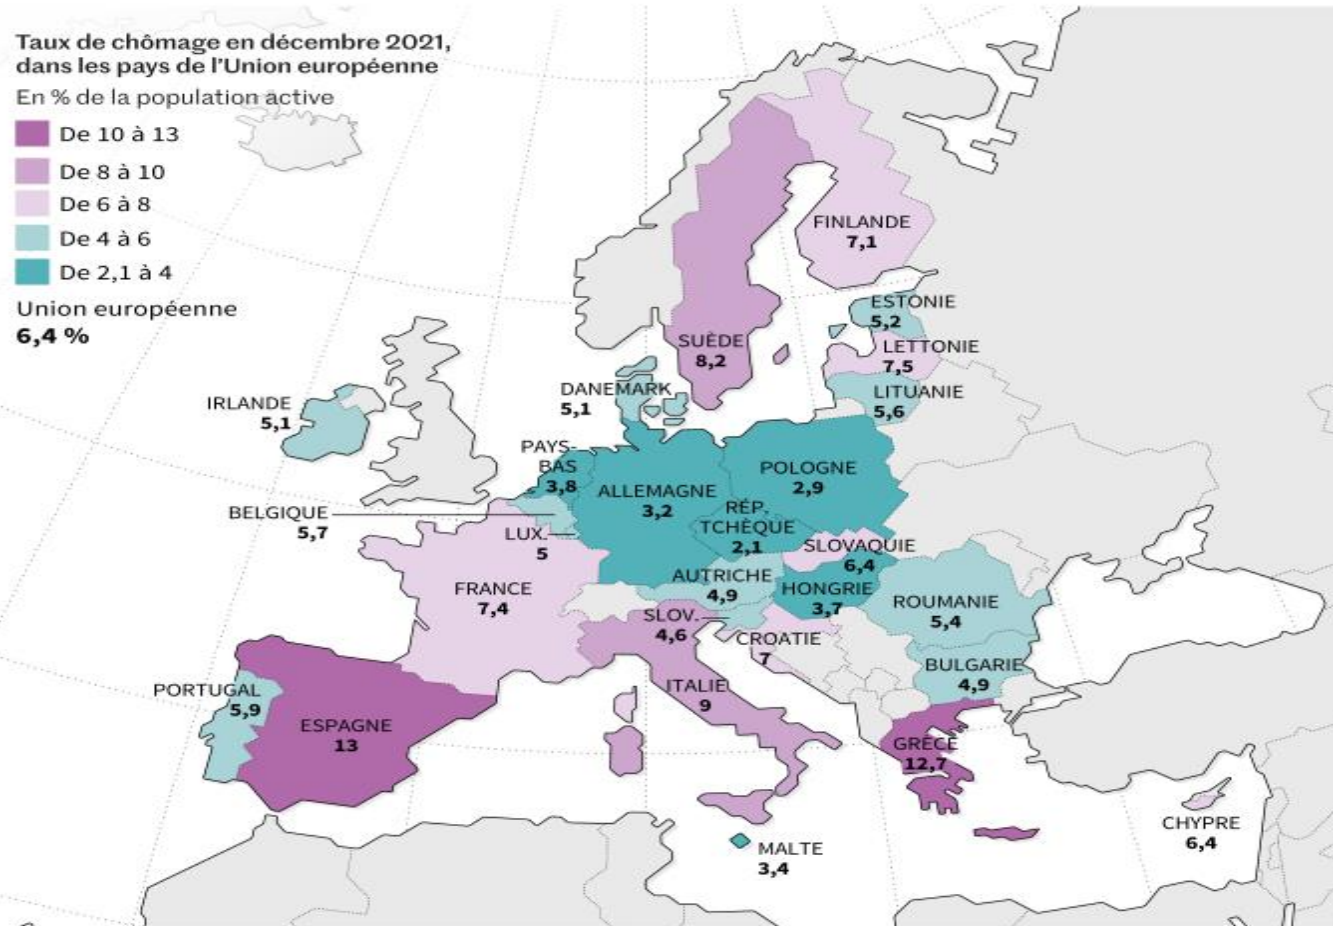 Taux de chômage en décembre 2021,
dans les pays de l'Union européenne
En % de la population active
De 10 à 13
De 8 à 10
De 6 à 8
De 4 à 6
De 2,1 à 4
Union européenne
6,4 %
FINLANDE
7,1
ESTONIE
5,2
SUÈDE
8,2
LETTONIE
7,5
LITUANIE
5,6
DANEMARK
5,1
IRLANDE
5,1
PAYS-
BAS
3,8
ALLEMAGNE
3,2
POLOGNE
2,9
BELGIQUE
5,7
LUX.
5
RÉP.
TCHÈQUE
2,1
SLOVAQUIE
6,4
FRANCE
7,4
AUTRICHE
4,9
HONGRIE
3,7
ROUMANIE
5,4
SLOV.
4,6
CROATIE
7
BULGARIE
4,9
PORTUGAL
5,9
ESPAGNE
13
ITALIE
9
GRÈCE
12,7
CHYPRE
6,4
MALTE
3,4